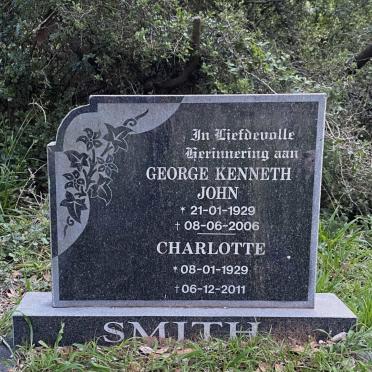 In Liefdevolle
Herinnering aan
GEORGE KENNETH
JOHN
* 21-01-1929
† 08-06-2006
CHARLOTTE
* 08-01-1929
† 06-12-2011
SMITH